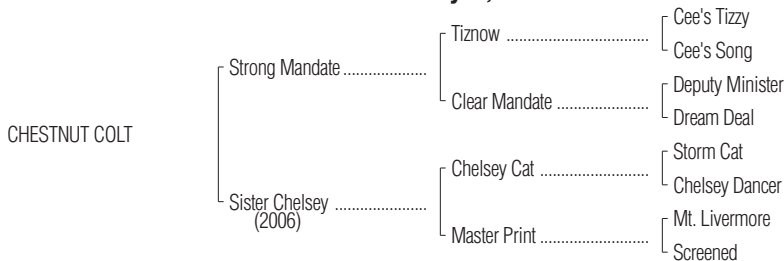 Cee's Tizzy
Tiznow ........................................
Cee's Song
Strong Mandate ....................
Deputy Minister
Clear Mandate ..........................
Dream Deal
CHESTNUT COLT
Storm Cat
Chelsey Cat ................................
Chelsey Dancer
Sister Chelsey ......................
(2006)
Mt. Livermore
Master Print ..............................
Screened